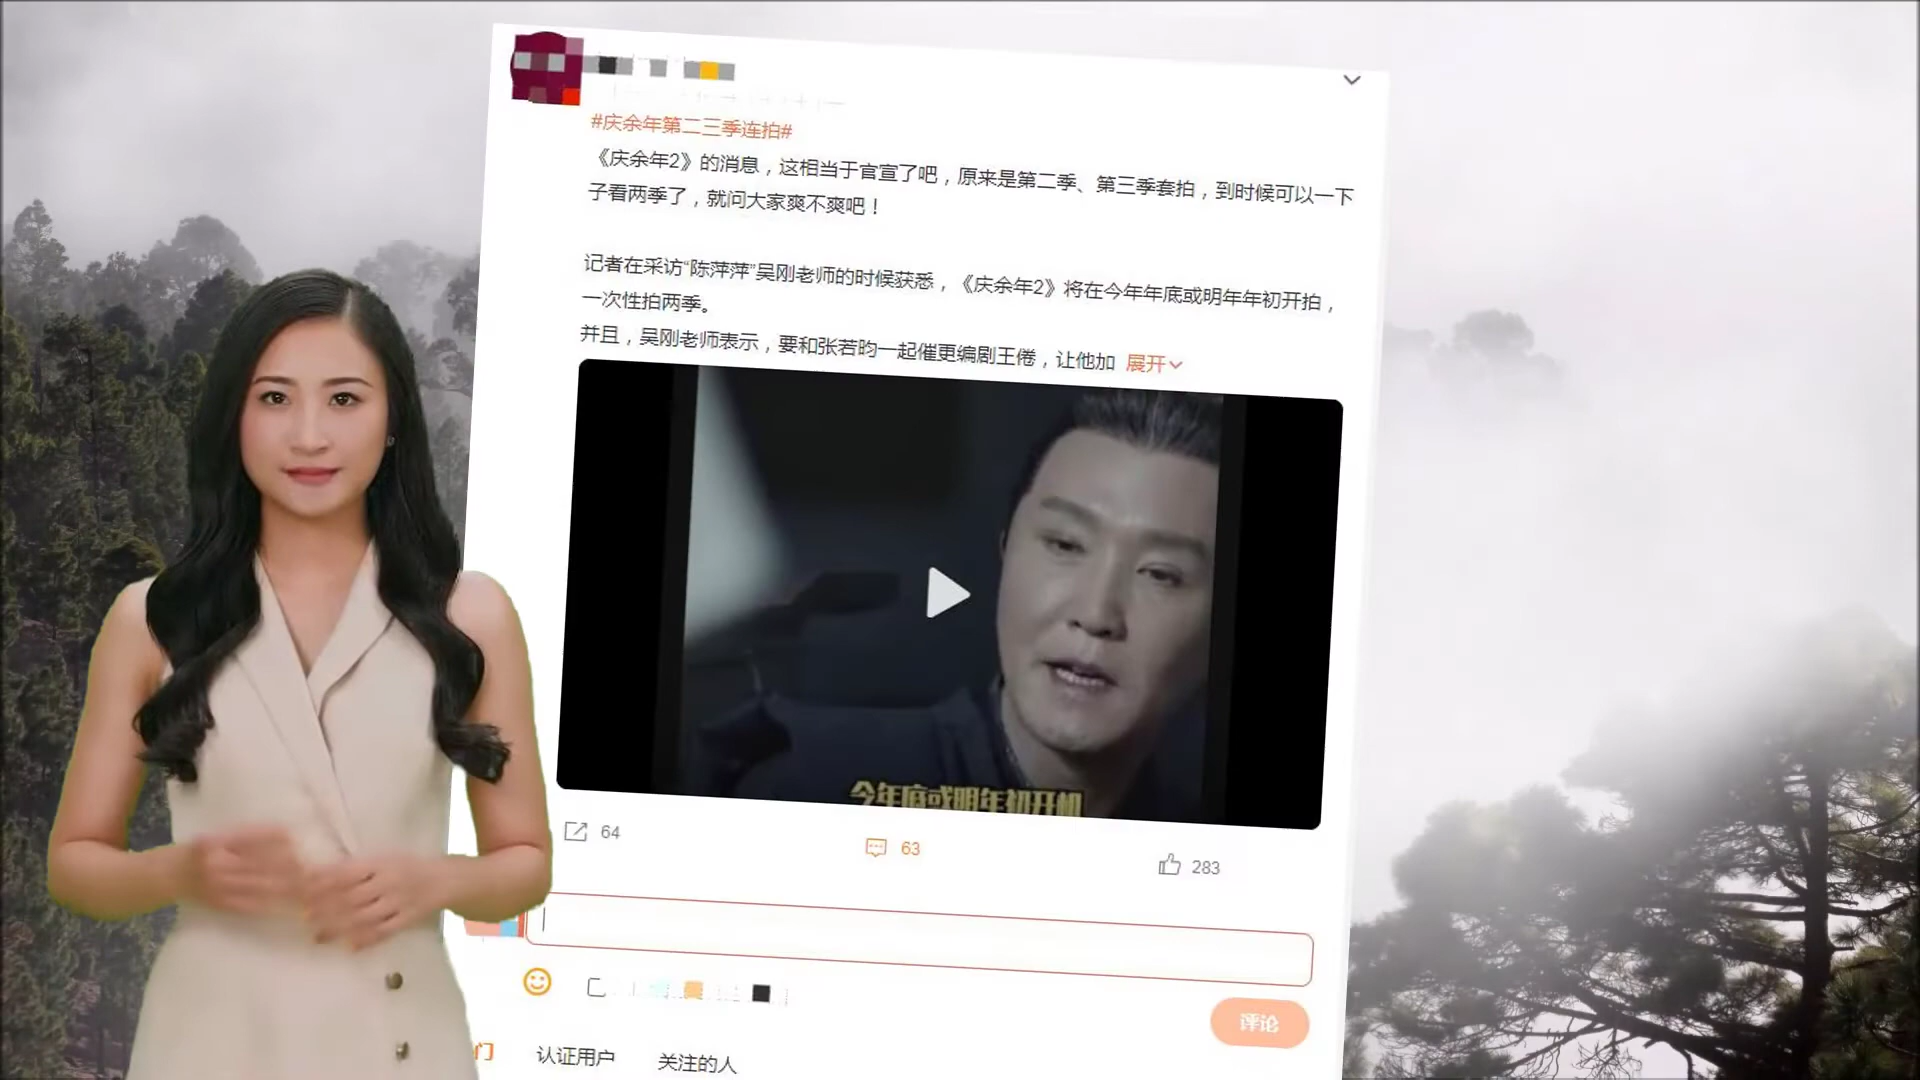 #庆余年第二三季连拍#
《庆余年2》的消息，这相当于官宣了吧，原来是第二季、第三季套拍，到时候可以一下
子看两季了，就问大家爽不爽吧！
记者在采访“陈萍萍”吴刚老师的时候获悉，《庆余年2》将在今年年底或明年年初开拍，
一次性拍两季。
并且，吴刚老师表示，要和张若昀一起催更编剧王倦，让他加 展开
今年底或明年初开机
64
63
283
评论
门 认证用户 关注的人